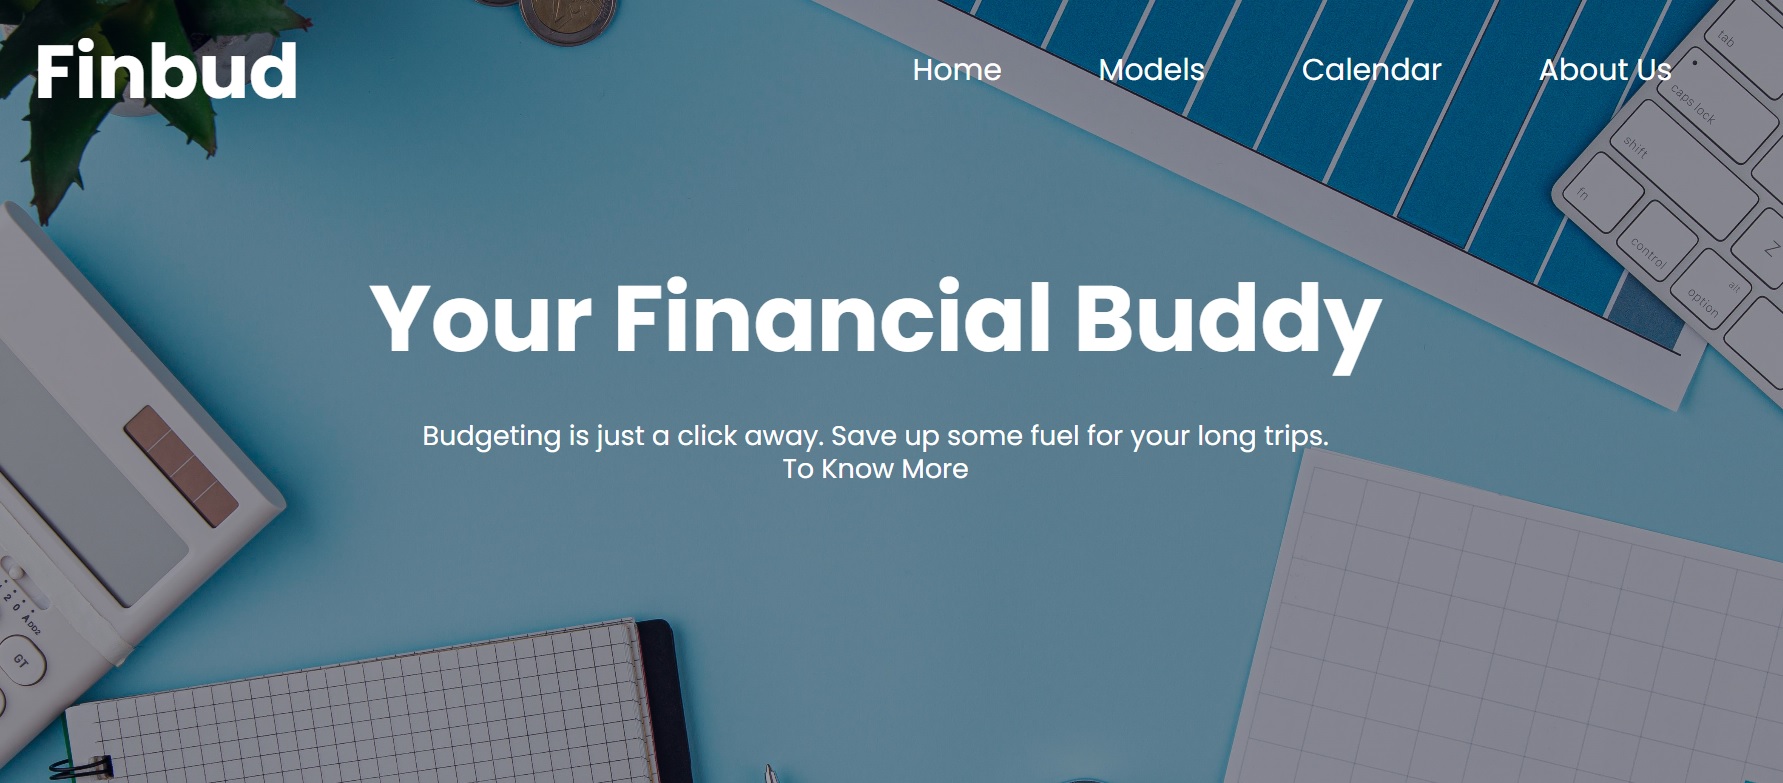 Finbud
Home Models Calendar About Us
tab
caps lock
shift
fn
control
alt
option
Z
Your Financial Buddy
Budgeting is just a click away. Save up some fuel for your long trips.
To Know More
GT